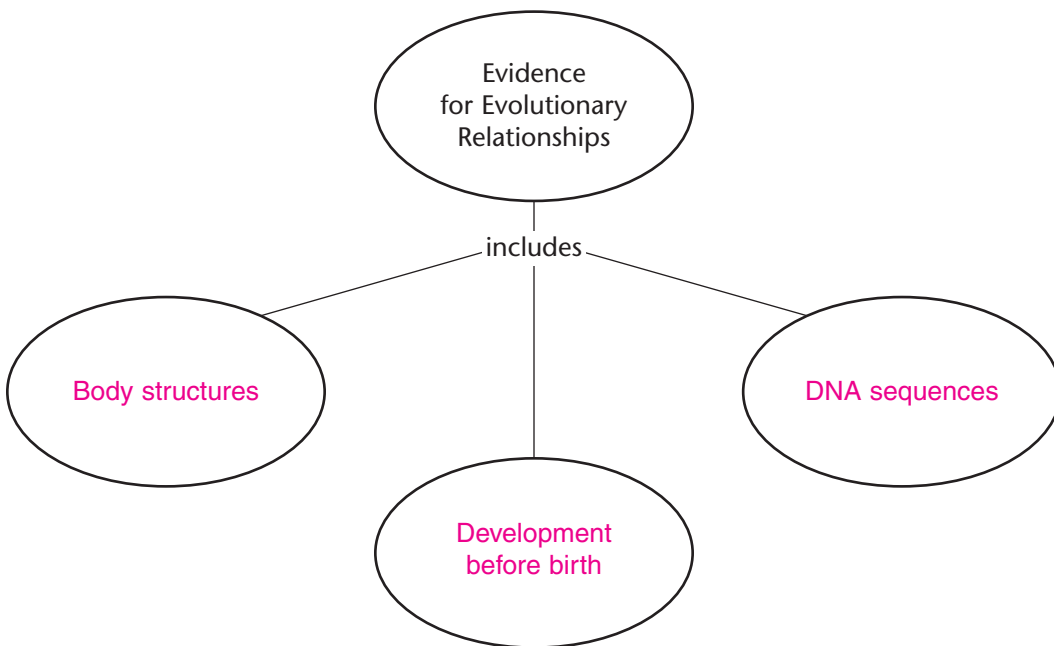 Evidence
for Evolutionary
Relationships
includes
Body structures
DNA sequences
Development
before birth